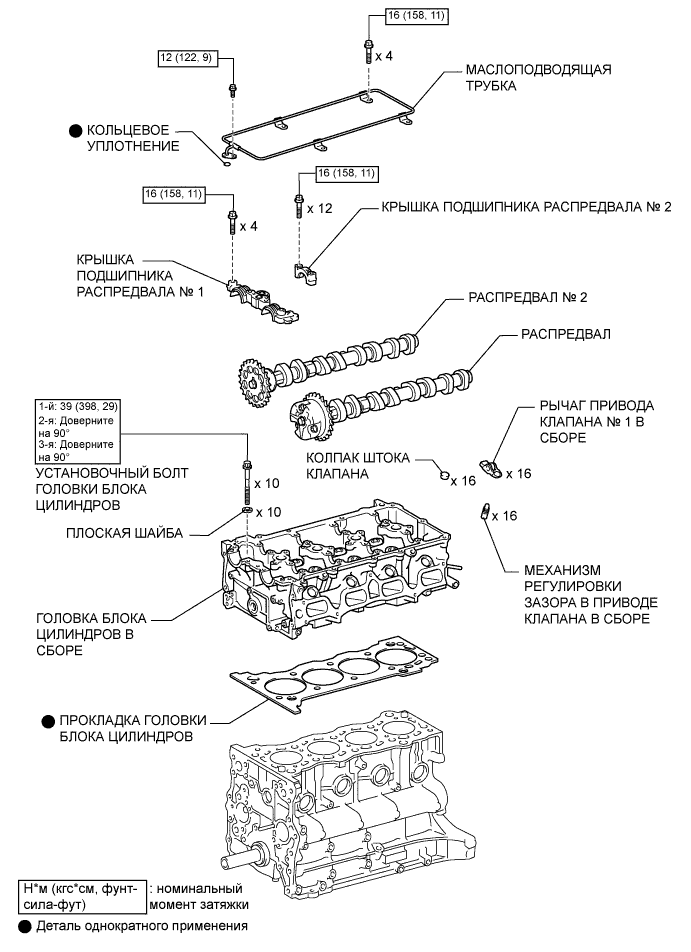 16 (158, 11)
x 4
12 (122, 9)
МАСЛОПОДВОДЯЩАЯ
ТРУБКА
КОЛЬЦЕВОЕ
УПЛОТНЕНИЕ
16 (158, 11)
x 12
16 (158, 11)
x 4
КРЫШКА ПОДШИПНИКА РАСПРЕДВАЛА № 2
КРЫШКА
ПОДШИПНИКА
РАСПРЕДВАЛА № 1
РАСПРЕДВАЛ № 2
РАСПРЕДВАЛ
1-й: 39 (398, 29)
2-я: Доверните
на 90°
3-я: Доверните
на 90°
УСТАНОВОЧНЫЙ БОЛТ
ГОЛОВКИ БЛОКА
ЦИЛИНДРОВ
x 10
x 10
ПЛОСКАЯ ШАЙБА
КОЛПАК ШТОКА
КЛАПАНА
x 16
РЫЧАГ ПРИВОДА
КЛАПАНА № 1 В
СБОРЕ
x 16
x 16
МЕХАНИЗМ
РЕГУЛИРОВКИ
ЗАЗОРА В ПРИВОДЕ
КЛАПАНА В СБОРЕ
ГОЛОВКА БЛОКА
ЦИЛИНДРОВ В
СБОРЕ
ПРОКЛАДКА ГОЛОВКИ
БЛОКА ЦИЛИНДРОВ
Н*м (кгс*см, фунт-
сила-фут)
: номинальный
момент затяжки
Деталь однократного применения